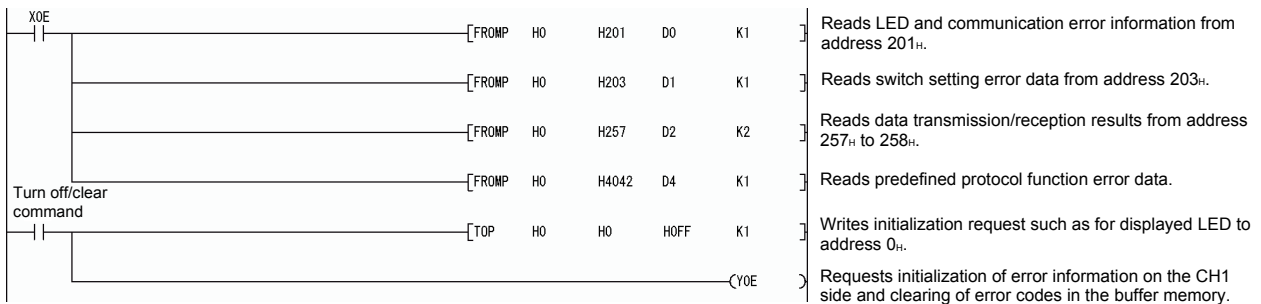 X0E
[FROMP H0 H201 D0 K1 ]
Reads LED and communication error information from
address 201H.
[FROMP H0 H203 D1 K1 ]
Reads switch setting error data from address 203H.
[FROMP H0 H257 D2 K2 ]
Reads data transmission/reception results from address
257H to 258H.
[FROMP H0 H4042 D4 K1 ]
Reads predefined protocol function error data.
Turn off/clear
command
[TOP H0 H0 H0FF K1 ]
Writes initialization request such as for displayed LED to
address 0H.
(Y0E )
Requests initialization of error information on the CH1
side and clearing of error codes in the buffer memory.